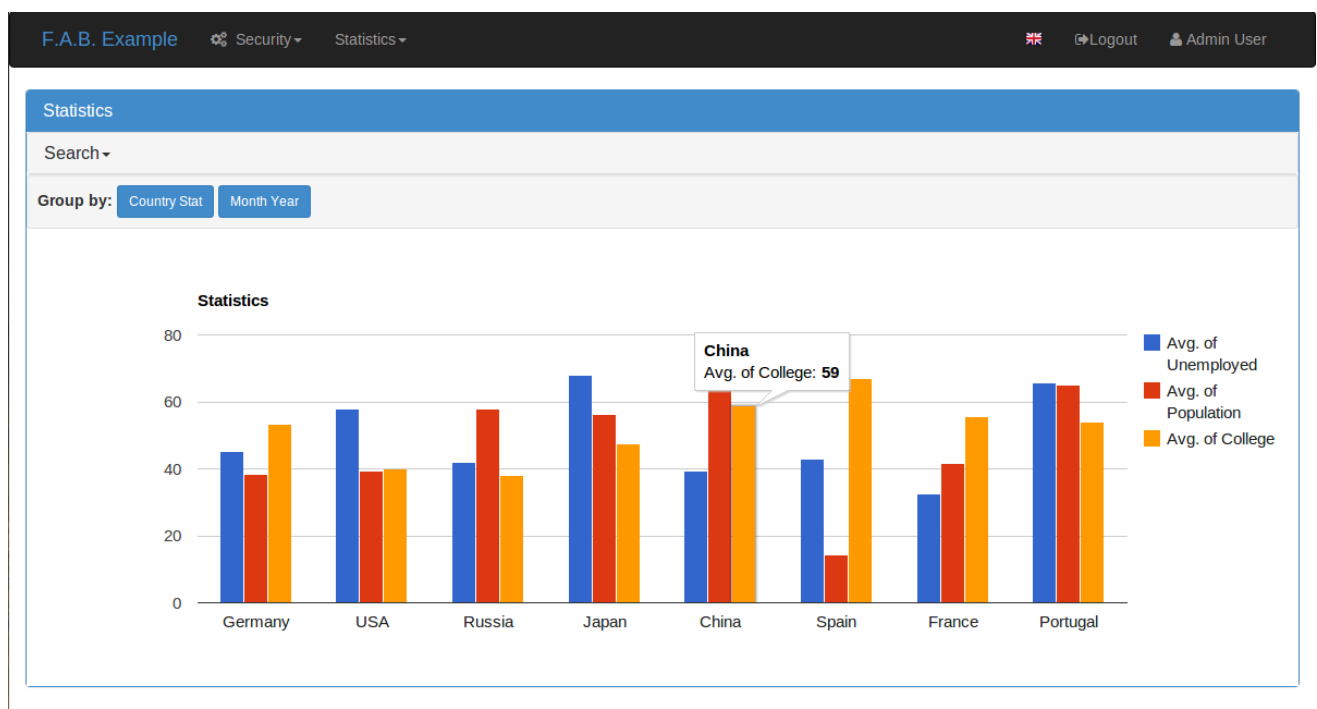 F.A.B. Example Security Statistics Logout Admin User
Statistics
Search
Group by: Country Stat Month Year
Statistics
80
60
40
20
0
China
Avg. of College: 59
Germany USA Russia Japan China Spain France Portugal
Avg. of
Unemployed
Avg. of
Population
Avg. of College